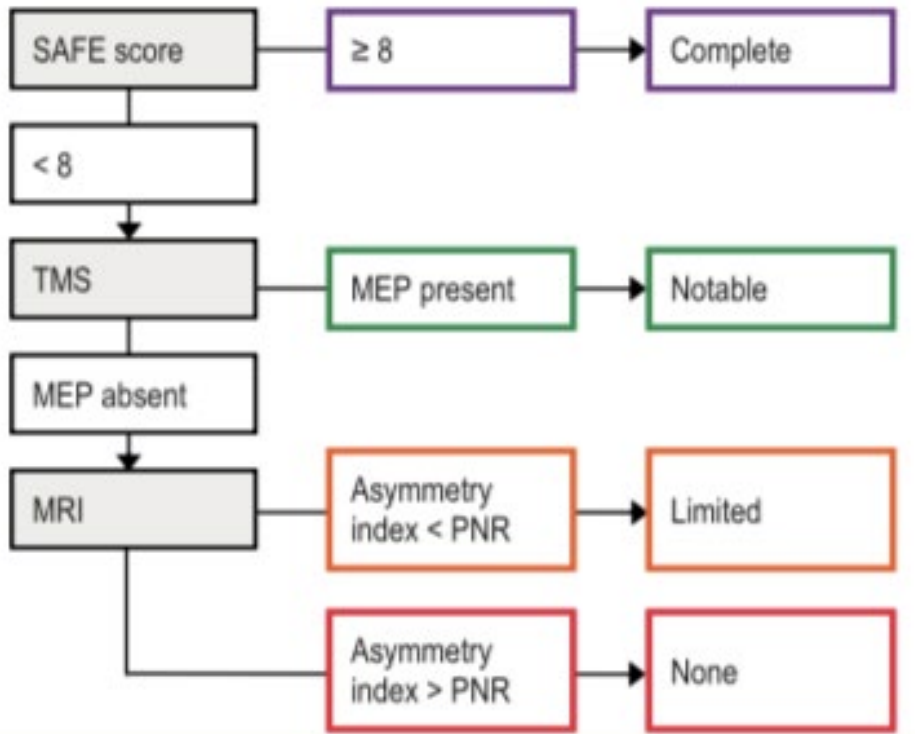 SAFE score
≥ 8
Complete
< 8
TMS
MEP present
Notable
MEP absent
MRI
Asymmetry
index < PNR
Limited
Asymmetry
index > PNR
None